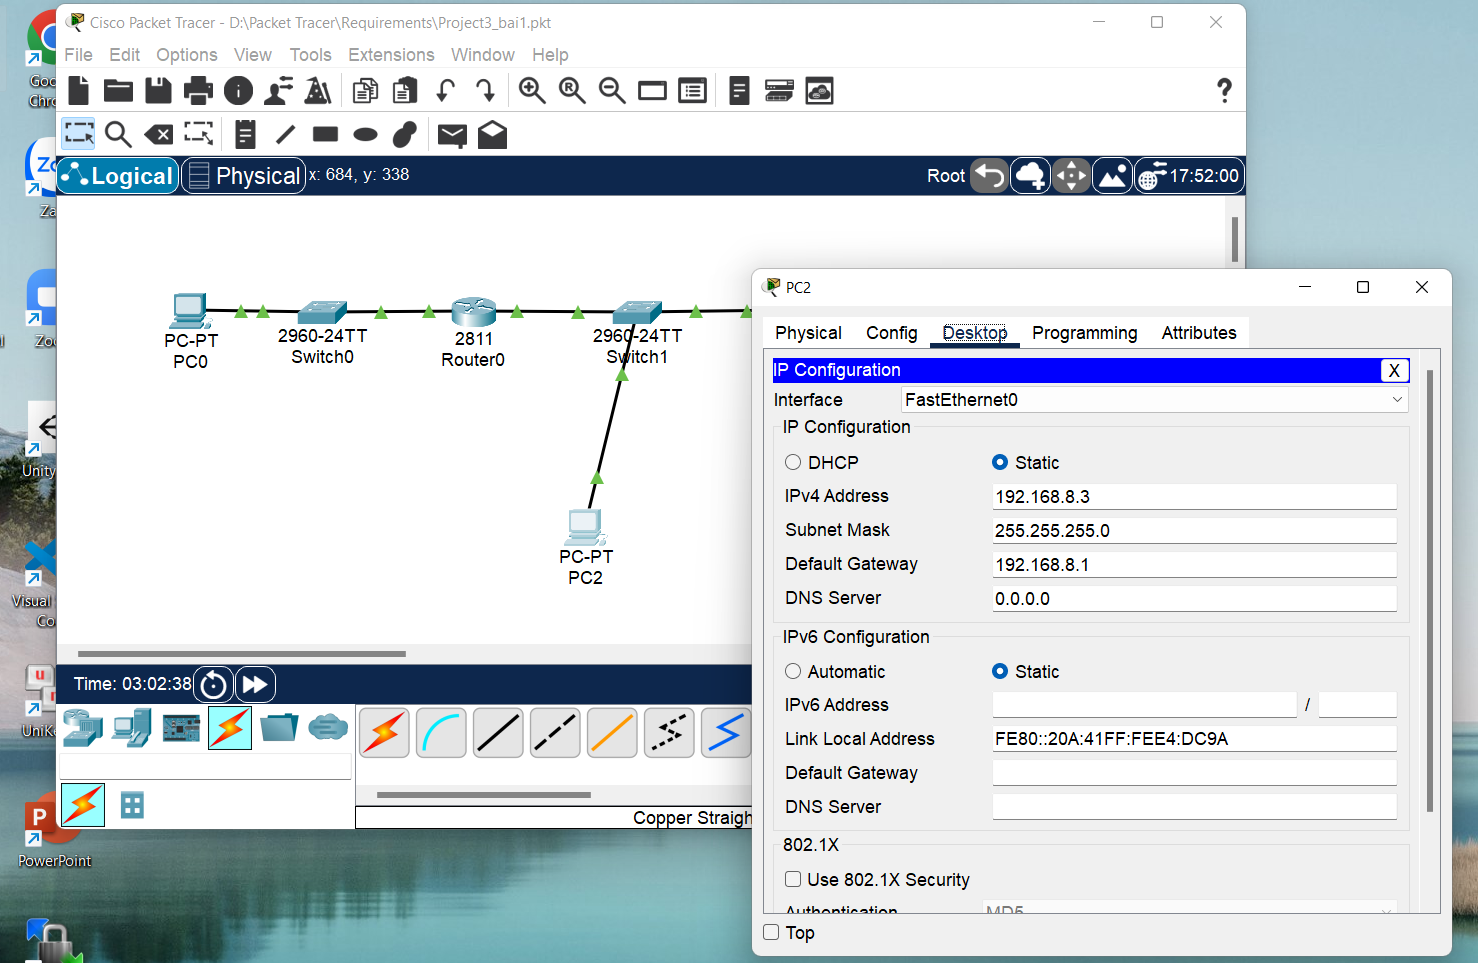 Cisco Packet Tracer - D:\Packet Tracer\Requirements\Project3_bai1.pkt
File Edit Options View Tools Extensions Window Help
Logical Physical x: 684, y: 338 Root 17:52:00
PC-PT
PC0
2960-24TT
Switch0
2811
Router0
2960-24TT
Switch1
PC-PT
PC2
Time: 03:02:38
Copper Straigh
PC2
Physical Config Desktop Programming Attributes
IP Configuration X
Interface FastEthernet0
IP Configuration
DHCP Static
IPv4 Address 192.168.8.3
Subnet Mask 255.255.255.0
Default Gateway 192.168.8.1
DNS Server 0.0.0.0
IPv6 Configuration
Automatic Static
IPv6 Address /
Link Local Address FE80::20A:41FF:FEE4:DC9A
Default Gateway
DNS Server
802.1X
Use 802.1X Security
Authentication MD5
Top
Goo
Chro
Za
Zoo
Unity
Visual
Co
UniKe
PowerPoint